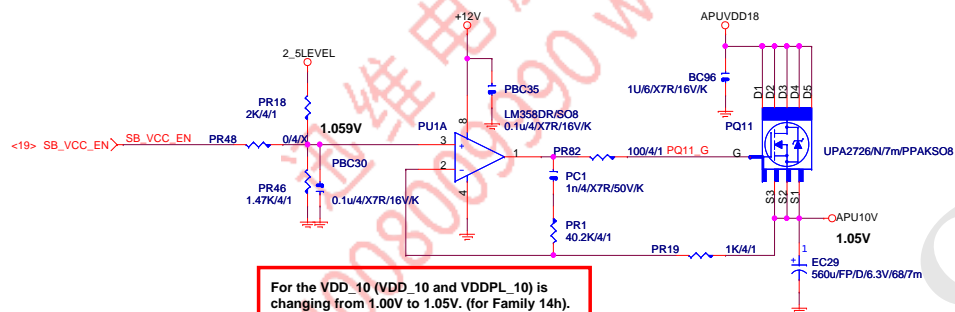 +12V
APUVDD18
2_5LEVEL
BC96
1U/6/X7R/16V/K
D1
D2
D3
D4
D5
PBC35
LM358DR/SO8
0.1u/4/X7R/16V/K
PR18
2K/4/1
PU1A
PQ11
1.059V
8
<19> SB_VCC_EN
SB_VCC_EN
PR48
0/4/X
3
+
1
PR82
100/4/1
PQ11_G
G
UPA2726/N/7m/PPAKSO8
2
-
4
PBC30
0.1u/4/X7R/16V/K
PR46
1.47K/4/1
PC1
1n/4/X7R/50V/K
S3
S2
S1
APU10V
1.05V
PR1
40.2K/4/1
PR19
1K/4/1
1
+
EC29
560u/FP/D/6.3V/68/7m
For the VDD_10 (VDD_10 and VDDPL_10) is
changing from 1.00V to 1.05V. (for Family 14h).